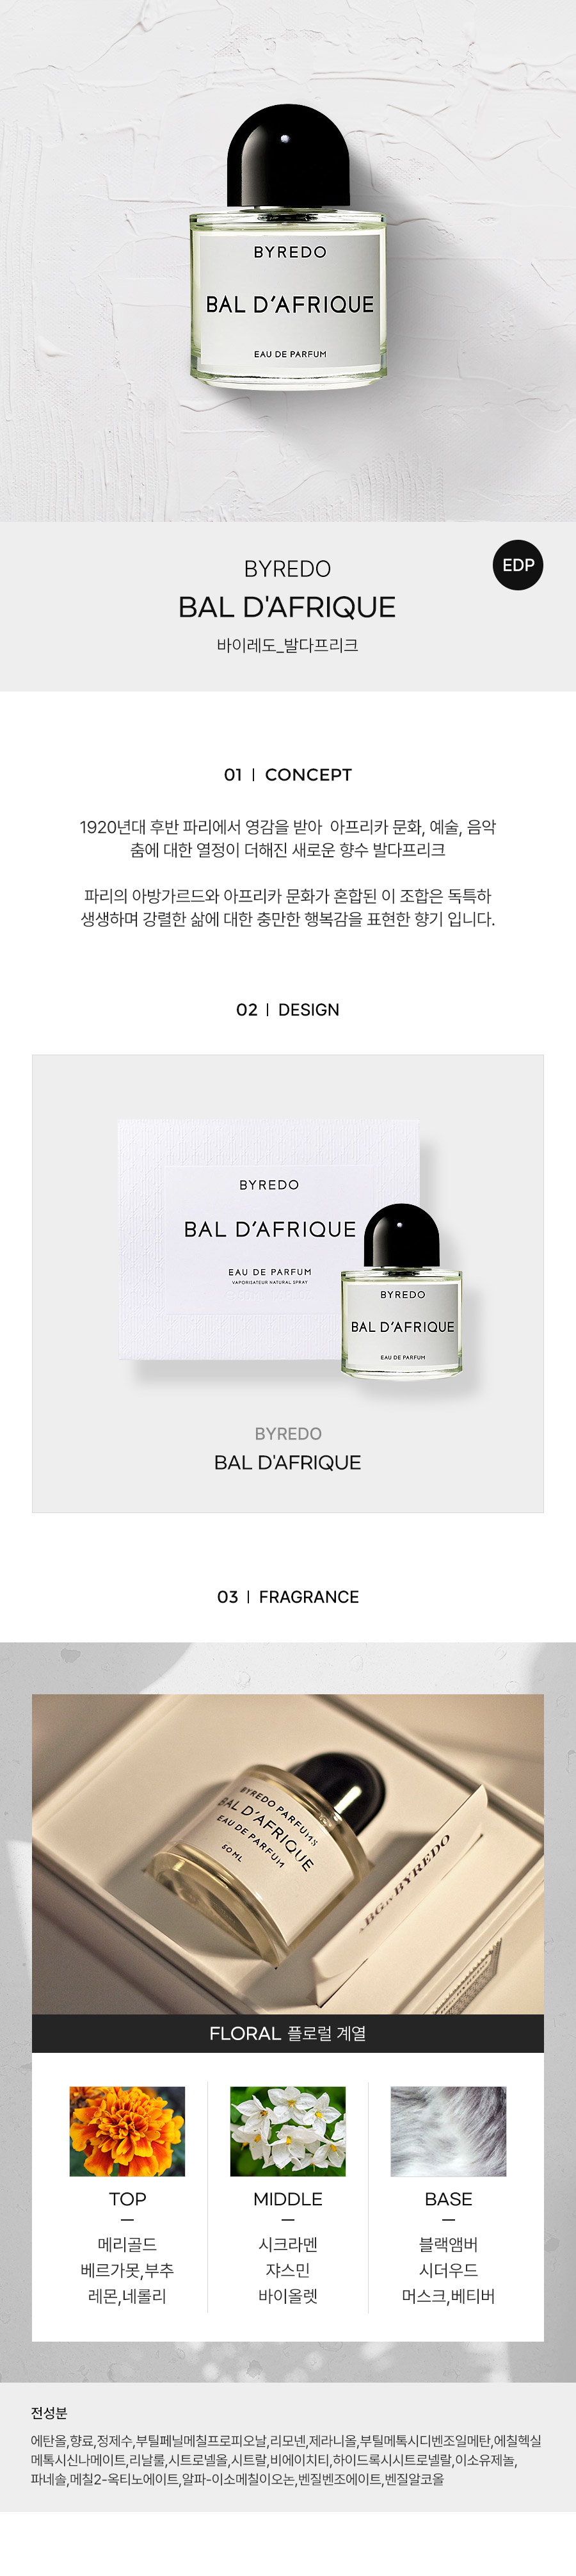 BYREDO
BAL D'AFRIQUE
EAU DE PARFUM
EDP
BYREDO
BAL D'AFRIQUE
바이레도_발다프리크
01 | CONCEPT
1920년대 후반 파리에서 영감을 받아 아프리카 문화, 예술, 음악
춤에 대한 열정이 더해진 새로운 향수 발다프리크
파리의 아방가르드와 아프리카 문화가 혼합된 이 조합은 독특하
생생하며 강렬한 삶에 대한 충만한 행복감을 표현한 향기 입니다.
02 | DESIGN
BYREDO
BAL D'AFRIQUE
EAU DE PARFUM
VAPORISATEUR NATURAL SPRAY
BYREDO
BAL D'AFRIQUE
EAU DE PARFUM
BYREDO
BAL D'AFRIQUE
03 | FRAGRANCE
BYREDO PARFUMS
BAL D'AFRIQUE
EAU DE PARFUM
50 ML
BYREDO
FLORAL 플로럴 계열
TOP
메리골드
베르가못,부추
레몬,네롤리
MIDDLE
시크라멘
쟈스민
바이올렛
BASE
블랙앰버
시더우드
머스크,베티버
전성분
에탄올,향료,정제수,부틸페닐메칠프로피오날,리모넨,제라니올,부틸메톡시디벤조일메탄,에칠헥실
메톡시신나메이트,리날룰,시트로넬올,시트랄,비에이치티,하이드록시시트로넬랄,이소유제놀,
파네솔,메칠2-옥티노에이트,알파-이소메칠이오논,벤질벤조에이트,벤질알코올